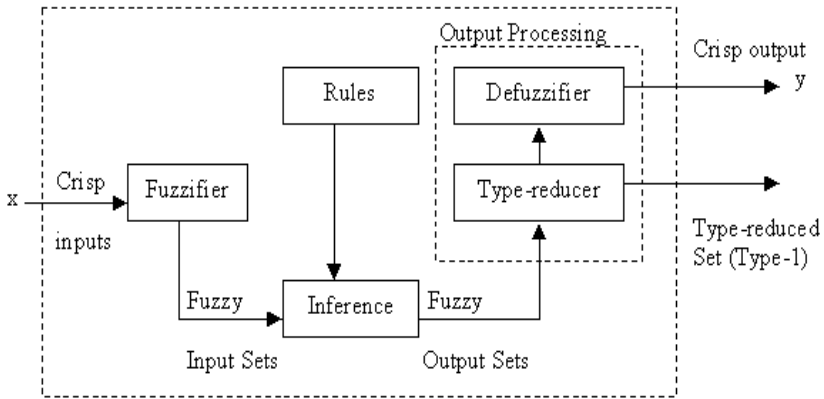 Output Processing
Crisp output
y
Rules
Defuzzifier
x
Crisp
inputs
Fuzzifier
Type-reducer
Type-reduced
Set (Type-1)
Fuzzy
Input Sets
Inference
Fuzzy
Output Sets